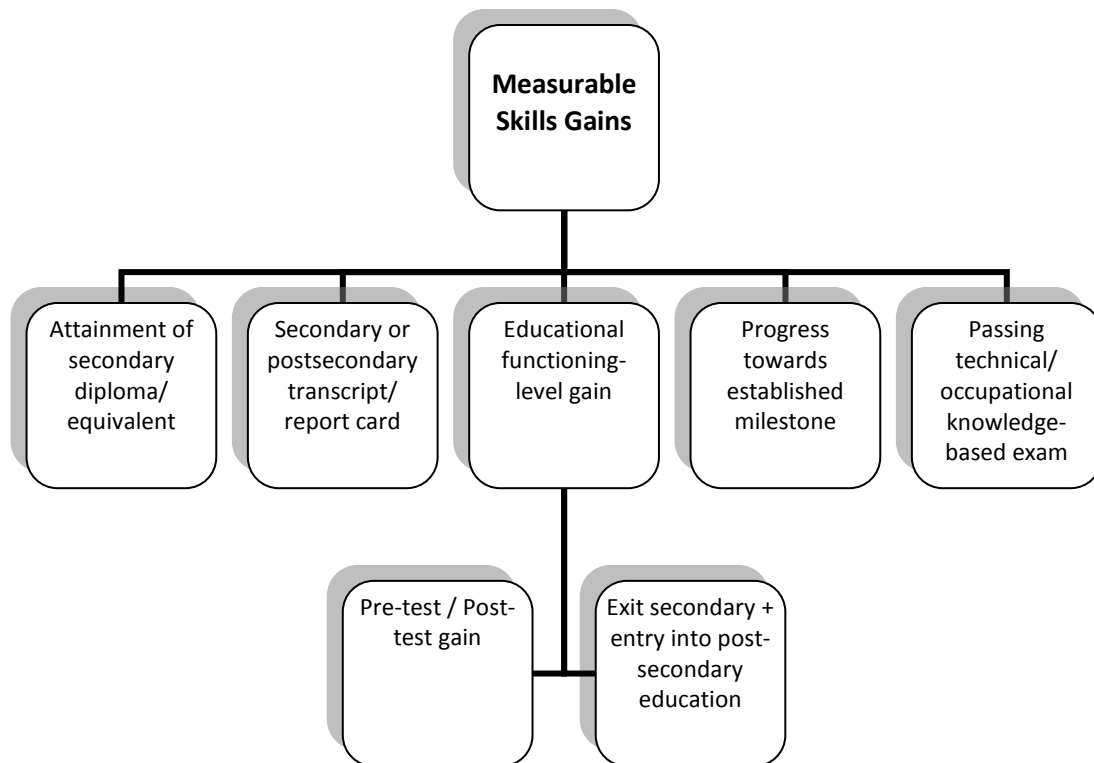 Measurable
Skills Gains
Attainment of
secondary
diploma/
equivalent
Secondary or
postsecondary
transcript/
report card
Educational
functioning-
level gain
Progress
towards
established
milestone
Passing
technical/
occupational
knowledge-
based exam
Pre-test / Post-
test gain
Exit secondary +
entry into post-
secondary
education